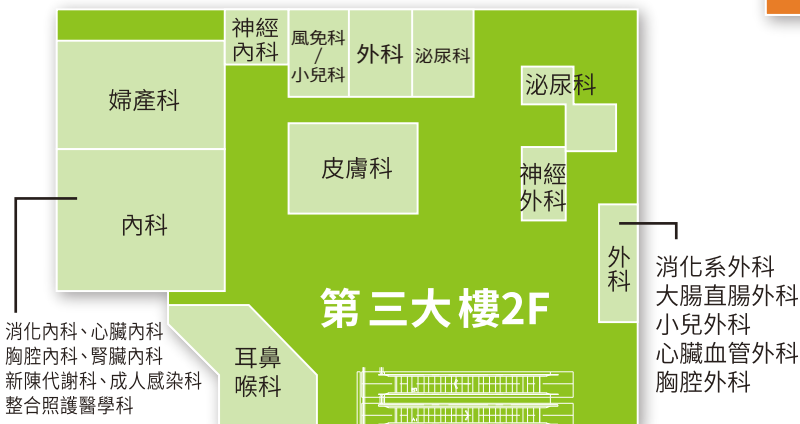 神經
內科
風免科
/
小兒科
外科
泌尿科
婦產科
泌尿科
皮膚科
神經
外科
內科
外
科
消化系外科
大腸直腸外科
小兒外科
心臟血管外科
胸腔外科
第三大樓2F
消化內科、心臟內科
胸腔內科、腎臟內科
新陳代謝科、成人感染科
整合照護醫學科
耳鼻
喉科